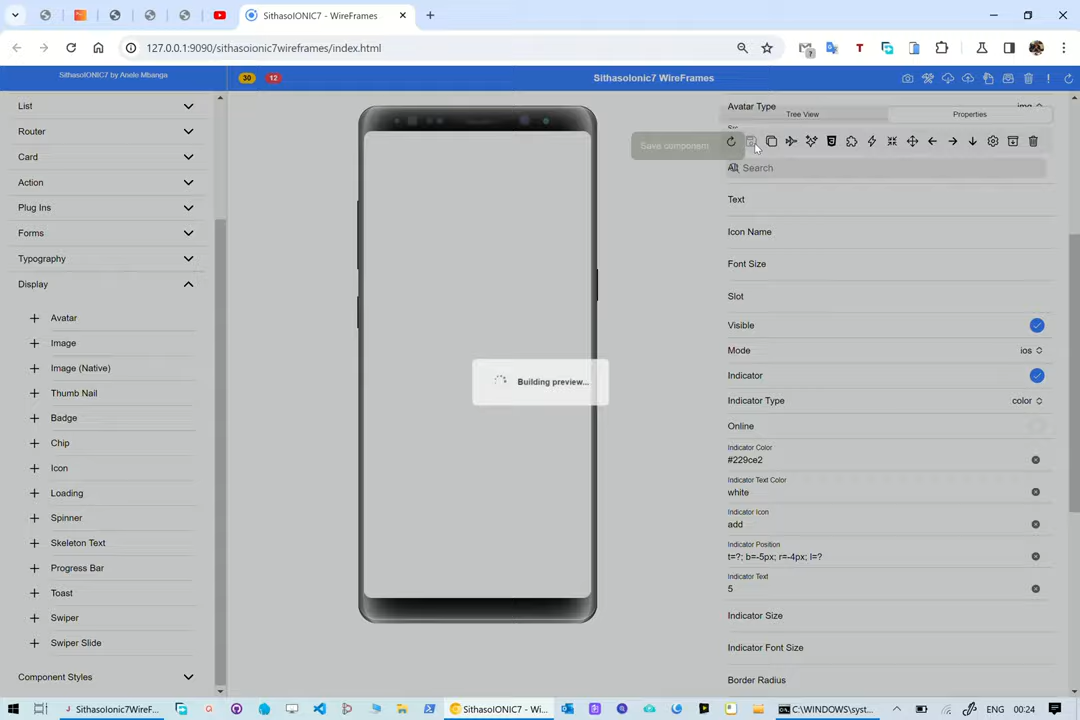 SithasoIONIC7 - WireFrames
127.0.0.1:9090/sithasoionic7wireframes/index.html
7
T
SithasoIONIC7 by Anele Mbanga
30
12
SithasoIonic7 WireFrames
List
Router
Card
Action
Plug Ins
Forms
Typography
Display
Avatar
Image
Image (Native)
Thumb Nail
Badge
Chip
Icon
Loading
Spinner
Skeleton Text
Progress Bar
Toast
Swiper
Swiper Slide
Component Styles
Building preview...
Save component
Avatar Type
img
Tree View
Properties
Src
Search
Text
Icon Name
Font Size
Slot
Visible
Mode
ios
Indicator
Indicator Type
color
Online
Indicator Color
#229ce2
Indicator Text Color
white
Indicator Icon
add
Indicator Position
t=?; b=-5px; r=-4px; l=?
Indicator Text
5
Indicator Size
Indicator Font Size
Border Radius
SithasoIonic7WireF...
SithasoIONIC7 - Wi...
C:\WINDOWS\syst...
ENG
00:24